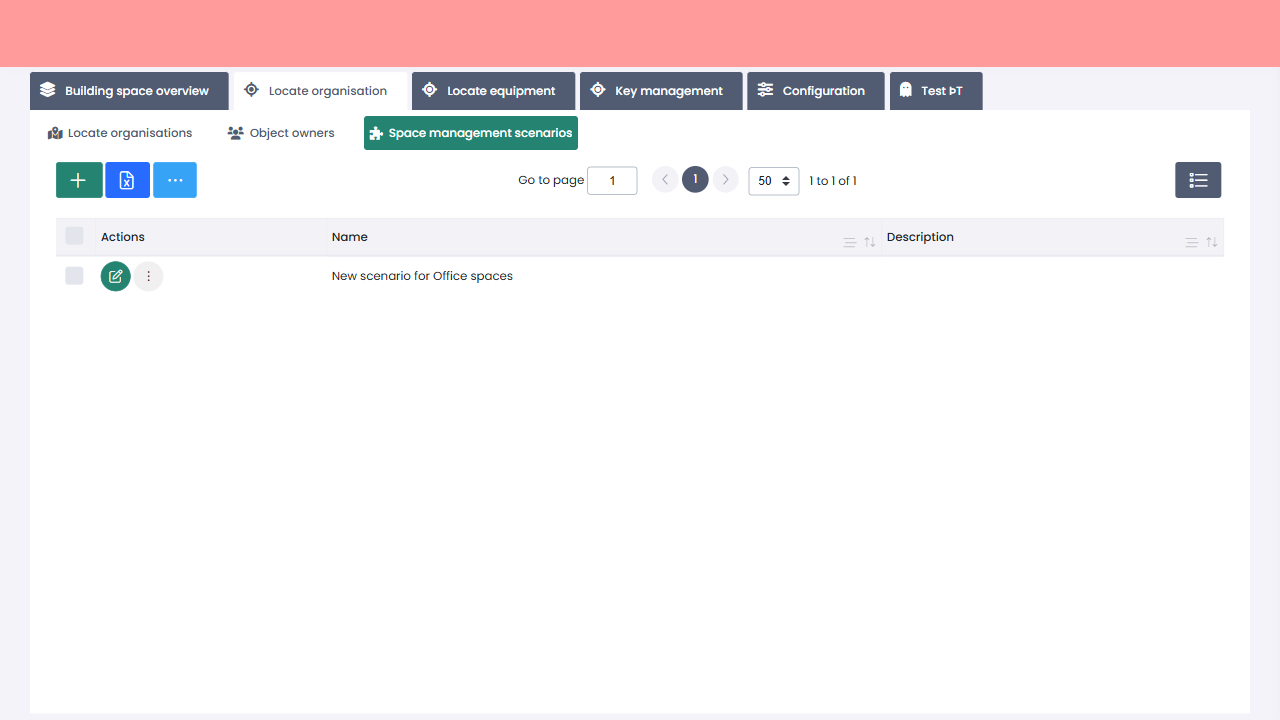 Building space overview
Locate organisation
Locate equipment
Key management
Configuration
Test ÞT
Locate organisations
Object owners
Space management scenarios
Go to page 1
1
50
1 to 1 of 1
Actions
Name
Description
New scenario for Office spaces